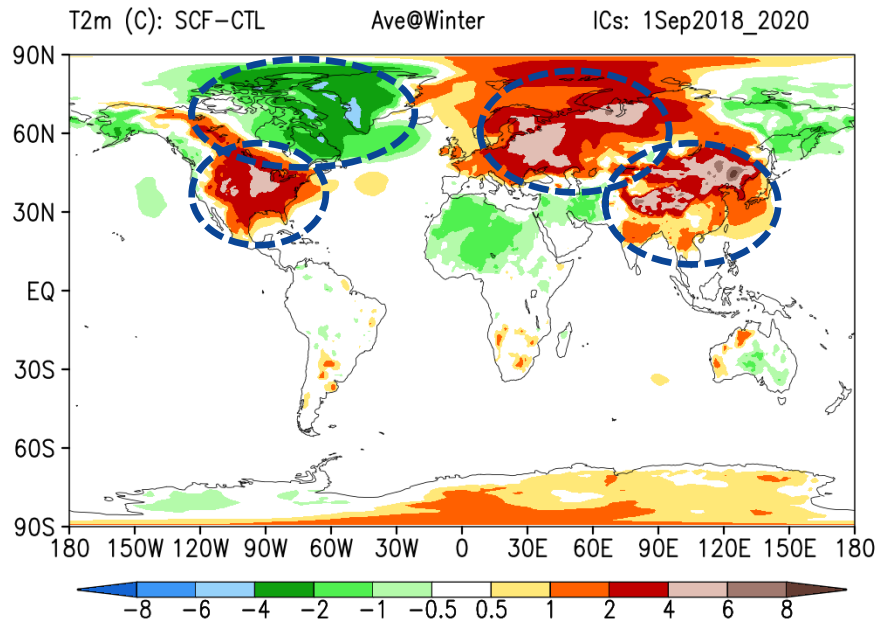 T2m (C): SCF-CTL Ave@Winter ICs: 1Sep2018_2020
90N
60N
30N
EQ
30S
60S
90S
180 150W 120W 90W 60W 30W 0 30E 60E 90E 120E 150E 180
-8 -6 -4 -2 -1 -0.5 0.5 1 2 4 6 8